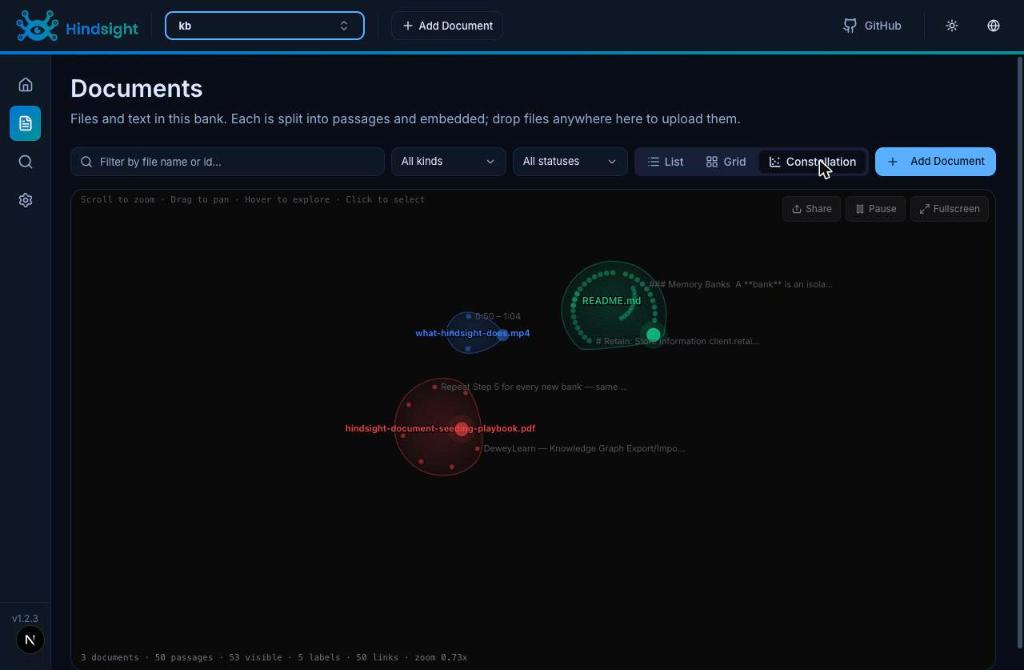 Hindsight
kb
+ Add Document
GitHub
Documents
Files and text in this bank. Each is split into passages and embedded; drop files anywhere here to upload them.
Filter by file name or id...
All kinds
All statuses
List
Grid
Constellation
+ Add Document
Scroll to zoom · Drag to pan · Hover to explore · Click to select
Share
Pause
Fullscreen
### Memory Banks A **bank** is an isola...
README.md
0:50 – 1:04
what-hindsight-does.mp4
# Retain: Store information client.retai...
Repeat Step 5 for every new bank — same ...
hindsight-document-seeding-playbook.pdf
DeweyLearn — Knowledge Graph Export/Impo...
v1.2.3
N
3 documents · 50 passages · 53 visible · 5 labels · 50 links · zoom 0.73x